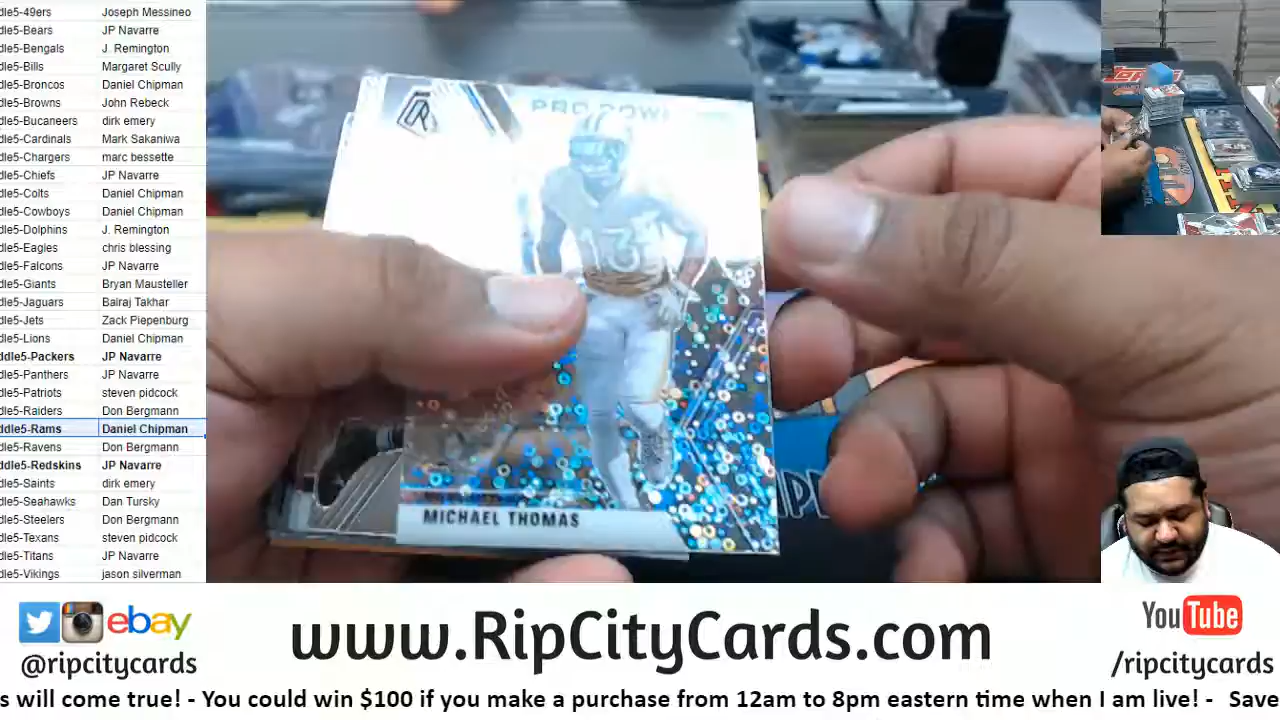 dle5-49ers Joseph Messineo
dle5-Bears JP Navarre
dle5-Bengals J. Remington
dle5-Bills Margaret Scully
dle5-Broncos Daniel Chipman
dle5-Browns John Rebeck
dle5-Bucaneers dirk emery
dle5-Cardinals Mark Sakaniwa
dle5-Chargers marc bessette
dle5-Chiefs JP Navarre
dle5-Colts Daniel Chipman
dle5-Cowboys Daniel Chipman
dle5-Dolphins J. Remington
dle5-Eagles chris blessing
dle5-Falcons JP Navarre
dle5-Giants Bryan Mausteller
dle5-Jaguars Balraj Takhar
dle5-Jets Zack Piepenburg
dle5-Lions Daniel Chipman
ddle5-Packers JP Navarre
dle5-Panthers JP Navarre
dle5-Patriots steven pidcock
dle5-Raiders Don Bergmann
ddle5-Rams Daniel Chipman
dle5-Ravens Don Bergmann
ddle5-Redskins JP Navarre
dle5-Saints dirk emery
dle5-Seahawks Dan Tursky
dle5-Steelers Don Bergmann
dle5-Texans steven pidcock
dle5-Titans JP Navarre
dle5-Vikings jason silverman
PRO BOWL
13
MICHAEL THOMAS
TOPPS
ebay
@ripcitycards
www.RipCityCards.com
YouTube
/ripcitycards
s will come true! - You could win $100 if you make a purchase from 12am to 8pm eastern time when I am live! - Save